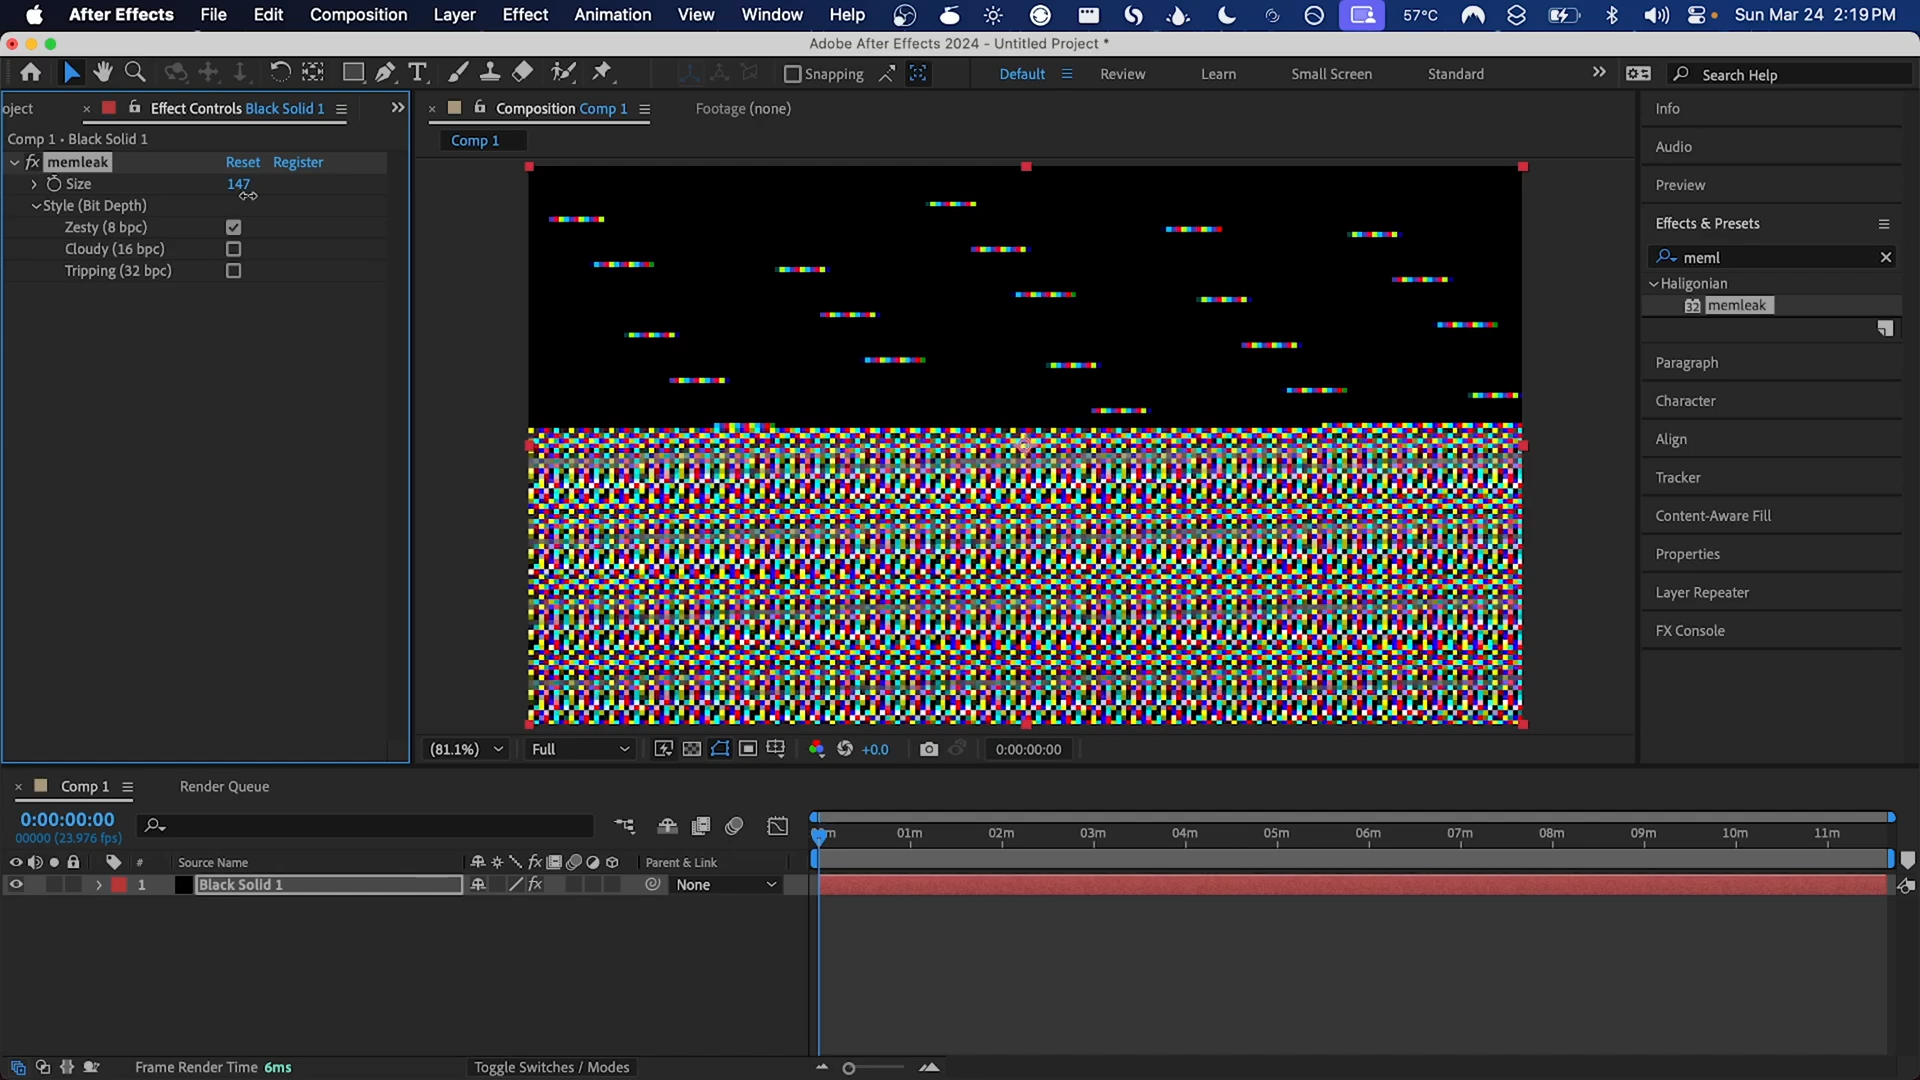 After Effects File Edit Composition Layer Effect Animation View Window Help 57°C Sun Mar 24 2:19 PM
Adobe After Effects 2024 - Untitled Project *
Snapping Default Review Learn Small Screen Standard Search Help
oject Effect Controls Black Solid 1 Composition Comp 1 Footage (none) Info
Comp 1 • Black Solid 1 Comp 1 Audio
fx memleak Reset Register
Size 147 Preview
Style (Bit Depth)
Zesty (8 bpc) Effects & Presets
Cloudy (16 bpc) meml
Tripping (32 bpc) Haligonian
32 memleak
Paragraph
Character
Align
Tracker
Content-Aware Fill
Properties
Layer Repeater
FX Console
(81.1%) Full +0.0 0:00:00:00
Comp 1 Render Queue
0:00:00:00
00000 (23.976 fps) 01m 02m 03m 04m 05m 06m 07m 08m 09m 10m 11m
# Source Name fx Parent & Link
1 Black Solid 1 fx None
Frame Render Time 6ms Toggle Switches / Modes